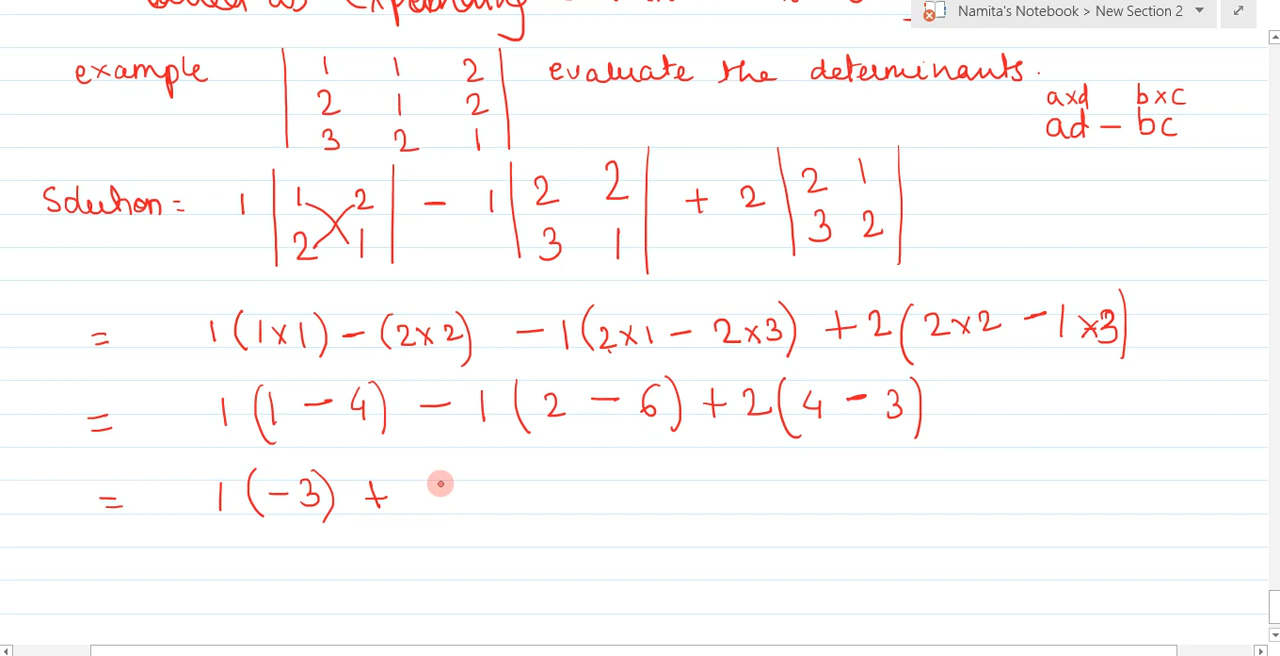 Namita's Notebook > New Section 2
called as expanding
example | 1 1 2 | evaluate the determinants.
| 2 1 2 |
| 3 2 1 |
a×d b×c
ad - bc
Solution = 1 | 1 2 | - 1 | 2 2 | + 2 | 2 1 |
| 2 1 | | 3 1 | | 3 2 |
= 1(1×1) - (2×2) - 1(2×1 - 2×3) + 2(2×2 - 1×3)
= 1(1 - 4) - 1(2 - 6) + 2(4 - 3)
= 1(-3) +